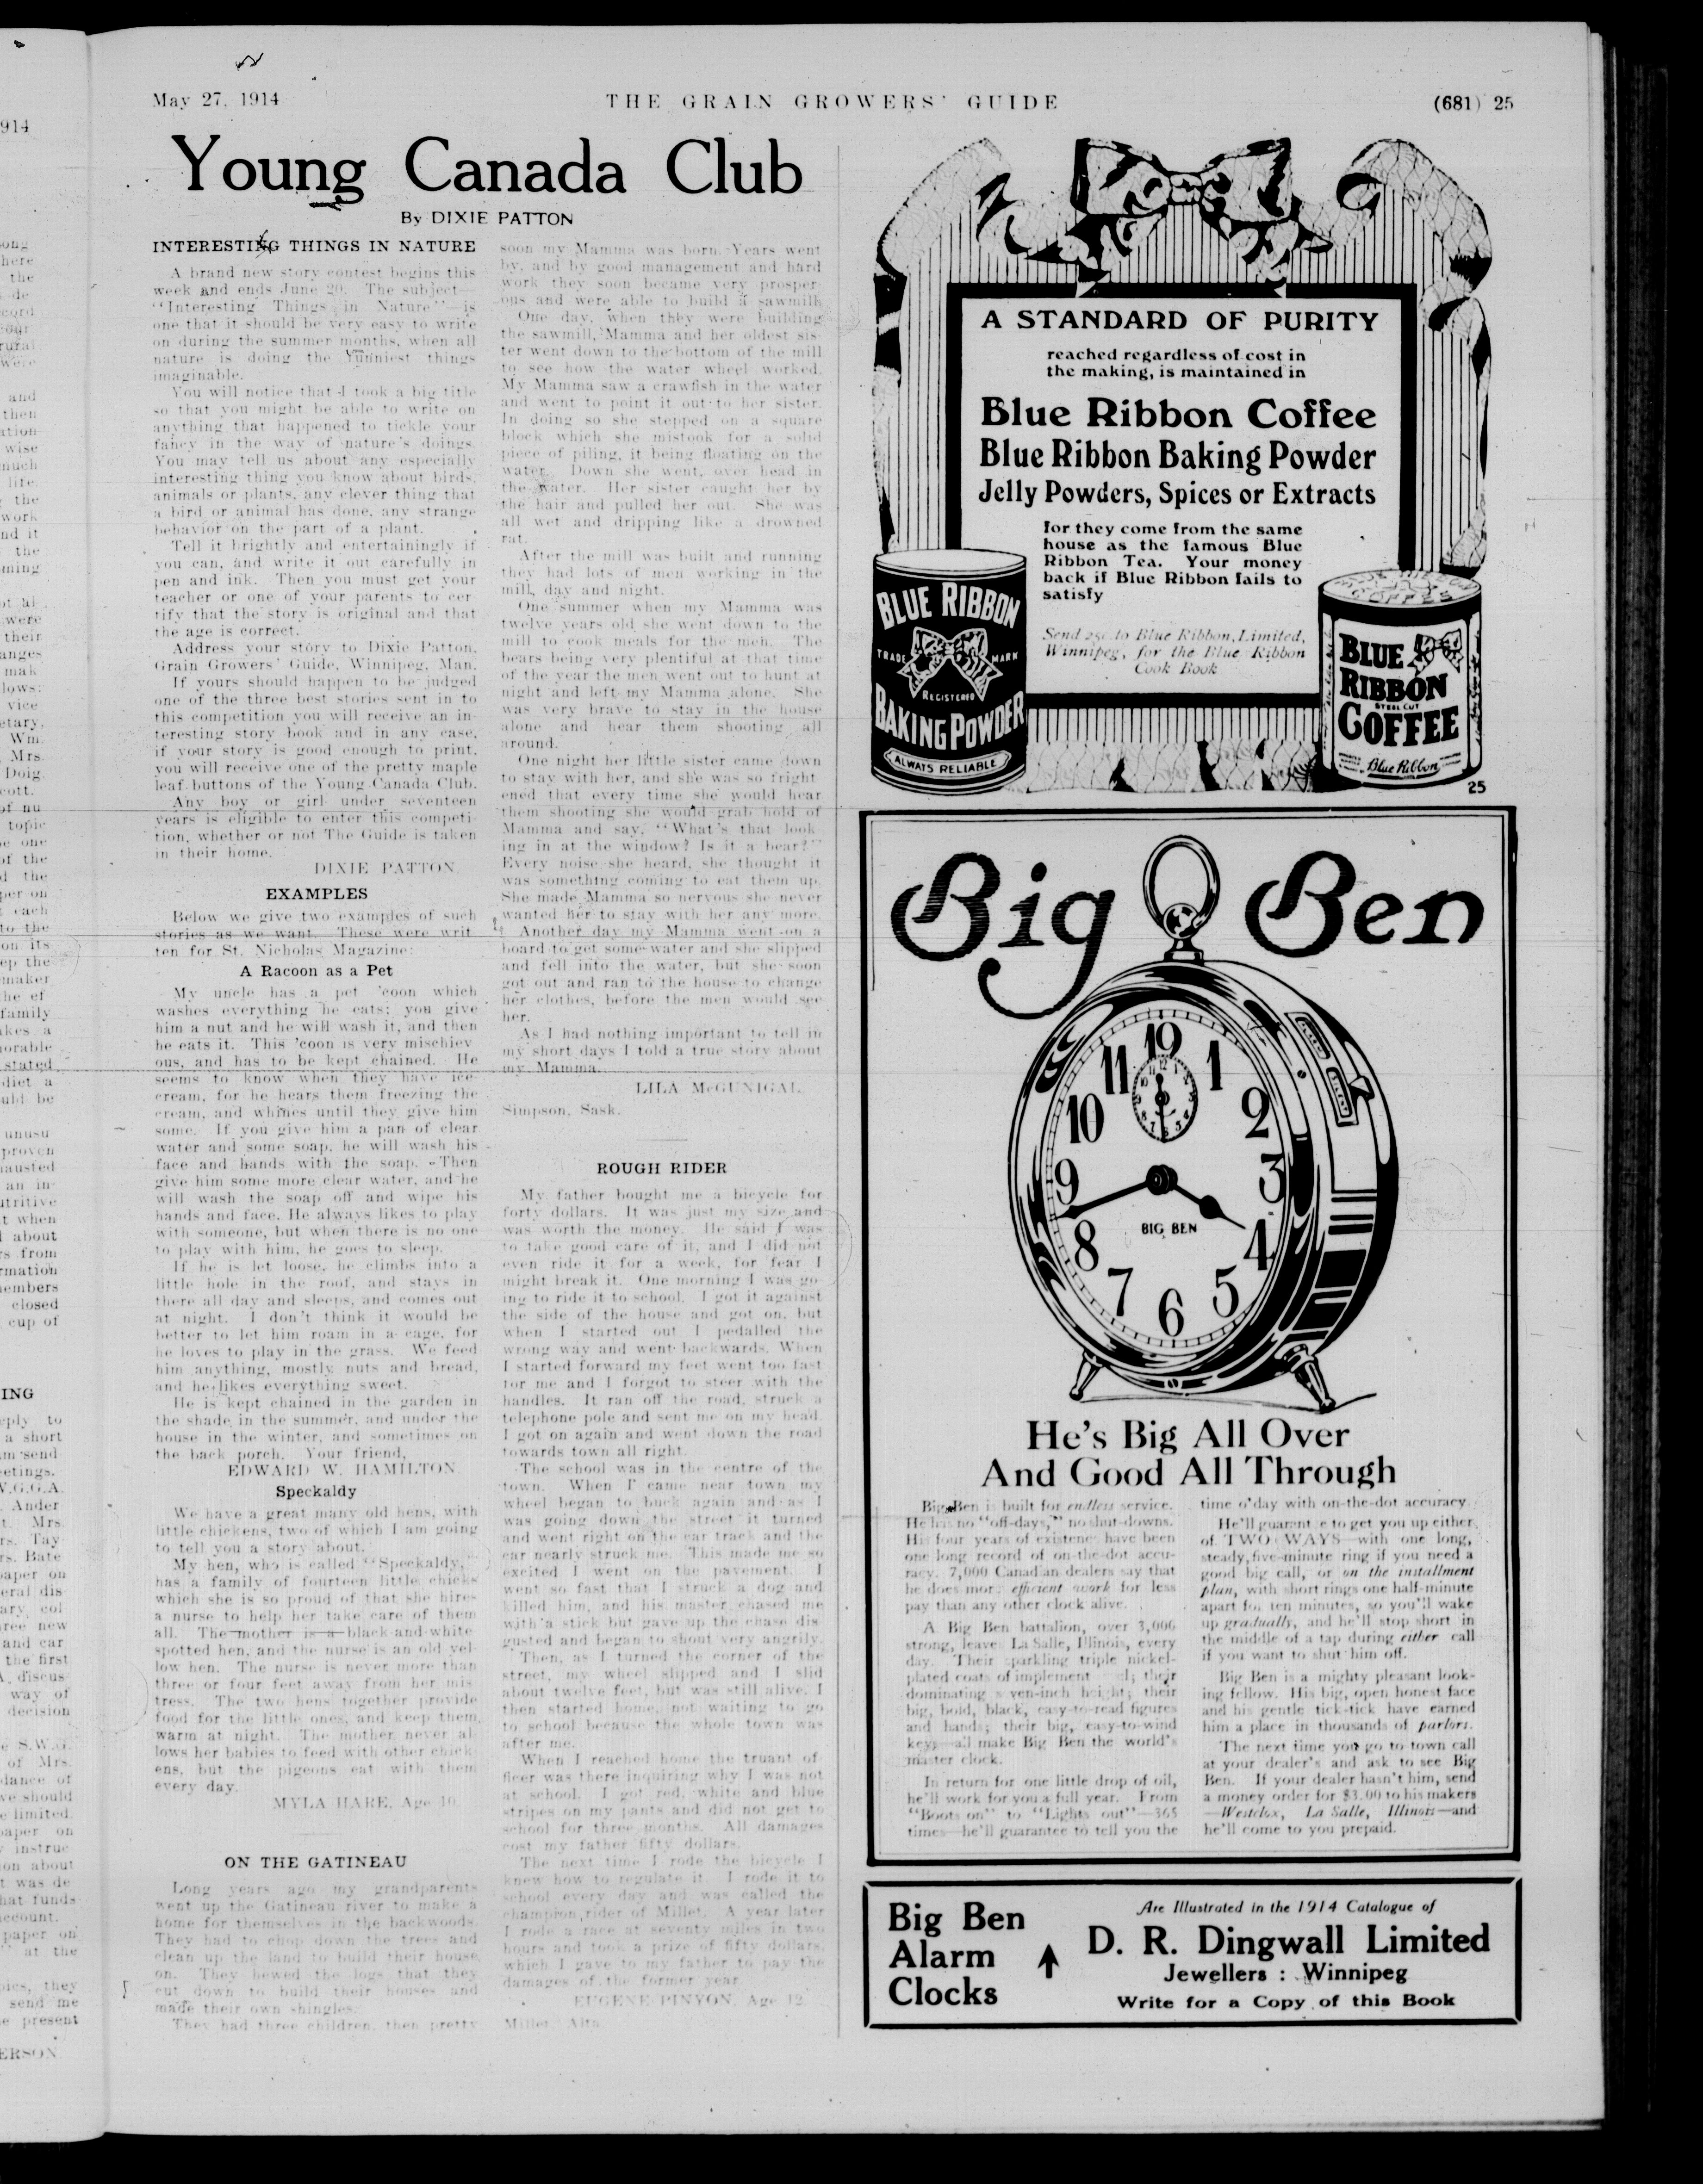 May 27, 1914
THE GRAIN GROWERS' GUIDE
(681) 25
Young Canada Club
By DIXIE PATTON
INTERESTING THINGS IN NATURE
A brand new story contest begins this
week and ends June 20. The subject—
"Interesting Things in Nature"—is
one that it should be very easy to write
on during the summer months, when all
nature is doing the funniest things
imaginable.
You will notice that I took a big title
so that you might be able to write on
anything that happened to tickle your
fancy in the way of nature's doings.
You may tell us about any especially
interesting thing you know about birds,
animals or plants, any clever thing that
a bird or animal has done, any strange
behavior on the part of a plant.
Tell it brightly and entertainingly if
you can, and write it out carefully in
pen and ink. Then you must get your
teacher or one of your parents to cer
tify that the story is original and that
the age is correct.
Address your story to Dixie Patton,
Grain Growers' Guide, Winnipeg, Man.
If yours should happen to be judged
one of the three best stories sent in to
this competition you will receive an in-
teresting story book and in any case,
if your story is good enough to print,
you will receive one of the pretty maple
leaf buttons of the Young Canada Club.
Any boy or girl under seventeen
years is eligible to enter this competi
tion, whether or not The Guide is taken
in their home.
DIXIE PATTON.
EXAMPLES
Below we give two examples of such
stories as we want. These were writ
ten for St. Nicholas Magazine:
A Racoon as a Pet
My uncle has a pet 'coon which
washes everything he eats; you give
him a nut and he will wash it, and then
he eats it. This 'coon is very mischiev
ous, and has to be kept chained. He
seems to know when they have ice-
cream, for he hears them freezing the
cream, and whines until they give him
some. If you give him a pan of clear
water and some soap, he will wash his
face and hands with the soap. Then
give him some more clear water, and he
will wash the soap off and wipe his
hands and face. He always likes to play
with someone, but when there is no one
to play with him, he goes to sleep.
If he is let loose, he climbs into a
little hole in the roof, and stays in
there all day and sleeps, and comes out
at night. I don't think it would be
better to let him roam in a cage, for
he loves to play in the grass. We feed
him anything, mostly nuts and bread,
and he likes everything sweet.
He is kept chained in the garden in
the shade in the summer, and under the
house in the winter, and sometimes on
the back porch. Your friend,
EDWARD W. HAMILTON.
Speckaldy
We have a great many old hens, with
little chickens, two of which I am going
to tell you a story about.
My hen, who is called "Speckaldy,"
has a family of fourteen little chicks
which she is so proud of that she hires
a nurse to help her take care of them
all. The mother is a black-and-white
spotted hen, and the nurse is an old yel
low hen. The nurse is never more than
three or four feet away from her mis
tress. The two hens together provide
food for the little ones, and keep them
warm at night. The mother never al
lows her babies to feed with other chick
ens, but the pigeons eat with them
every day.
MYLA HARE, Age 10.
ON THE GATINEAU
Long years ago my grandparents
went up the Gatineau river to make a
home for themselves in the backwoods.
They had to chop down the trees and
clean up the land to build their house
on. They hewed the logs that they
cut down to build their houses and
made their own shingles.
They had three children, then pretty
soon my Mamma was born. Years went
by, and by good management and hard
work they soon became very prosper
ous and were able to build a sawmill.
One day, when they were building
the sawmill, Mamma and her oldest sis-
ter went down to the bottom of the mill
to see how the water wheel worked.
My Mamma saw a crawfish in the water
and went to point it out to her sister.
In doing so she stepped on a square
block which she mistook for a solid
piece of piling, it being floating on the
water. Down she went, over head in
the water. Her sister caught her by
the hair and pulled her out. She was
all wet and dripping like a drowned
rat.
After the mill was built and running
they had lots of men working in the
mill, day and night.
One summer when my Mamma was
twelve years old she went down to the
mill to cook meals for the men. The
bears being very plentiful at that time
of the year the men went out to hunt at
night and left my Mamma alone. She
was very brave to stay in the house
alone and hear them shooting all
around.
One night her little sister came down
to stay with her, and she was so fright
ened that every time she would hear
them shooting she would grab hold of
Mamma and say, "What's that look
ing in at the window? Is it a bear?"
Every noise she heard, she thought it
was something coming to eat them up.
She made Mamma so nervous she never
wanted her to stay with her any more.
Another day my Mamma went on a
board to get some water and she slipped
and fell into the water, but she soon
got out and ran to the house to change
her clothes, before the men would see
her.
As I had nothing important to tell in
my short days I told a true story about
my Mamma.
LILA McGUNIGAL.
Simpson, Sask.
ROUGH RIDER
My father bought me a bicycle for
forty dollars. It was just my size and
was worth the money. He said I was
to take good care of it, and I did not
even ride it for a week, for fear I
might break it. One morning I was go
ing to ride it to school. I got it against
the side of the house and got on, but
when I started out I pedalled the
wrong way and went backwards. When
I started forward my feet went too fast
for me and I forgot to steer with the
handles. It ran off the road, struck a
telephone pole and sent me on my head.
I got on again and went down the road
towards town all right.
The school was in the centre of the
town. When I came near town my
wheel began to buck again and as I
was going down the street it turned
and went right on the car track and the
car nearly struck me. This made me so
excited I went on the pavement. I
went so fast that I struck a dog and
killed him, and his master chased me
with a stick but gave up the chase dis
gusted and began to shout very angrily.
Then, as I turned the corner of the
street, my wheel slipped and I slid
about twelve feet, but was still alive. I
then started home, not waiting to go
to school because the whole town was
after me.
When I reached home the truant of
ficer was there inquiring why I was not
at school. I got red, white and blue
stripes on my pants and did not get to
school for three months. All damages
cost my father fifty dollars.
The next time I rode the bicycle I
knew how to regulate it. I rode it to
school every day and was called the
champion rider of Millet. A year later
I rode a race at seventy miles in two
hours and took a prize of fifty dollars,
which I gave to my father to pay the
damages of the former year.
EUGENE PINYON, Age 12.
Millet, Alta.
A STANDARD OF PURITY
reached regardless of cost in
the making, is maintained in
Blue Ribbon Coffee
Blue Ribbon Baking Powder
Jelly Powders, Spices or Extracts
for they come from the same
house as the famous Blue
Ribbon Tea. Your money
back if Blue Ribbon fails to
satisfy
Send 25c. to Blue Ribbon, Limited,
Winnipeg, for the Blue Ribbon
Cook Book
BLUE RIBBON
TRADE MARK
REGISTERED
BAKING POWDER
ALWAYS RELIABLE
BLUE
RIBBON
STEEL CUT
COFFEE
Blue Ribbon
25
Big Ben
12 1 2 3 4 5 6 7 8 9 10 11
BIG BEN
SILENT
He's Big All Over
And Good All Through
Big Ben is built for endless service.
He has no "off-days," no shut-downs.
His four years of existence have been
one long record of on-the-dot accu-
racy. 7,000 Canadian dealers say that
he does more efficient work for less
pay than any other clock alive.
A Big Ben battalion, over 3,000
strong, leave La Salle, Illinois, every
day. Their sparkling triple nickel-
plated coats of implement steel; their
dominating seven-inch height; their
big, bold, black, easy-to-read figures
and hands; their big, easy-to-wind
keys—all make Big Ben the world's
master clock.
In return for one little drop of oil,
he'll work for you a full year. From
"Boots on" to "Lights out"—365
times—he'll guarantee to tell you the
time o'day with on-the-dot accuracy.
He'll guarantee to get you up either
of TWO WAYS—with one long,
steady, five-minute ring if you need a
good big call, or on the installment
plan, with short rings one half-minute
apart for ten minutes, so you'll wake
up gradually, and he'll stop short in
the middle of a tap during either call
if you want to shut him off.
Big Ben is a mighty pleasant look-
ing fellow. His big, open honest face
and his gentle tick-tick have earned
him a place in thousands of parlors.
The next time you go to town call
at your dealer's and ask to see Big
Ben. If your dealer hasn't him, send
a money order for $3.00 to his makers
—Westclox, La Salle, Illinois—and
he'll come to you prepaid.
Big Ben
Alarm
Clocks
Are Illustrated in the 1914 Catalogue of
D. R. Dingwall Limited
Jewellers : Winnipeg
Write for a Copy of this Book